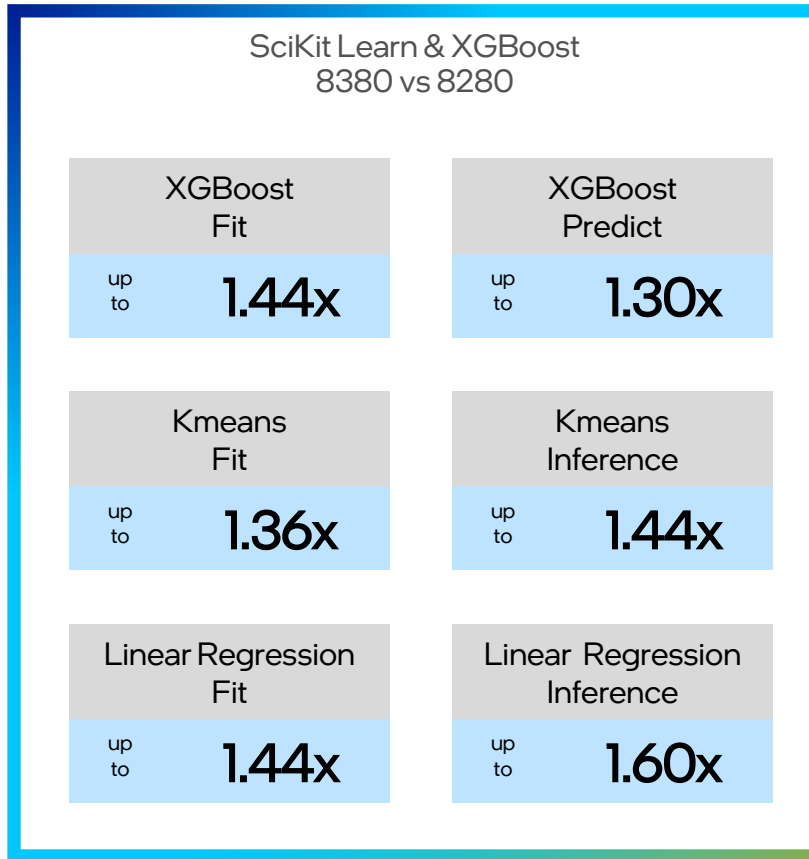 SciKit Learn & XGBoost
8380 vs 8280
XGBoost
Fit
up
to
1.44x
XGBoost
Predict
up
to
1.30x
Kmeans
Fit
up
to
1.36x
Kmeans
Inference
up
to
1.44x
Linear Regression
Fit
up
to
1.44x
Linear Regression
Inference
up
to
1.60x